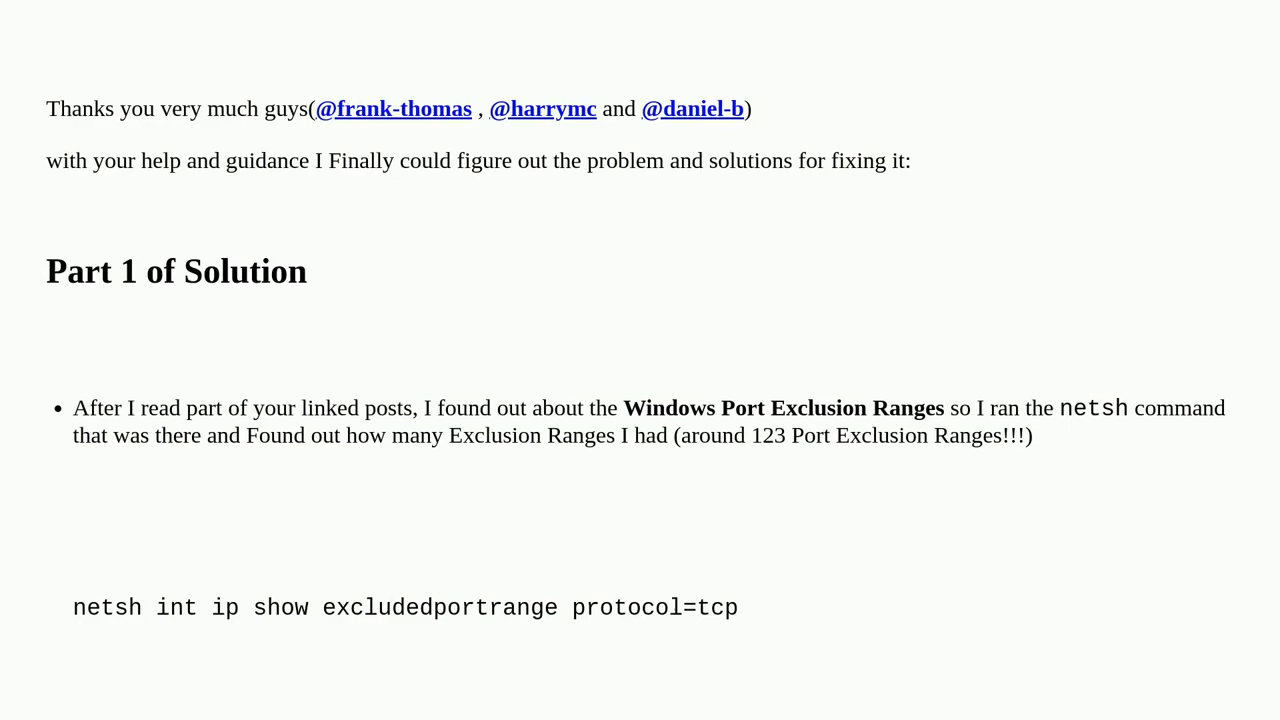 Thanks you very much guys(@frank-thomas , @harrymc and @daniel-b)
with your help and guidance I Finally could figure out the problem and solutions for fixing it:
Part 1 of Solution
• After I read part of your linked posts, I found out about the Windows Port Exclusion Ranges so I ran the netsh command
that was there and Found out how many Exclusion Ranges I had (around 123 Port Exclusion Ranges!!!)
netsh int ip show excludedportrange protocol=tcp